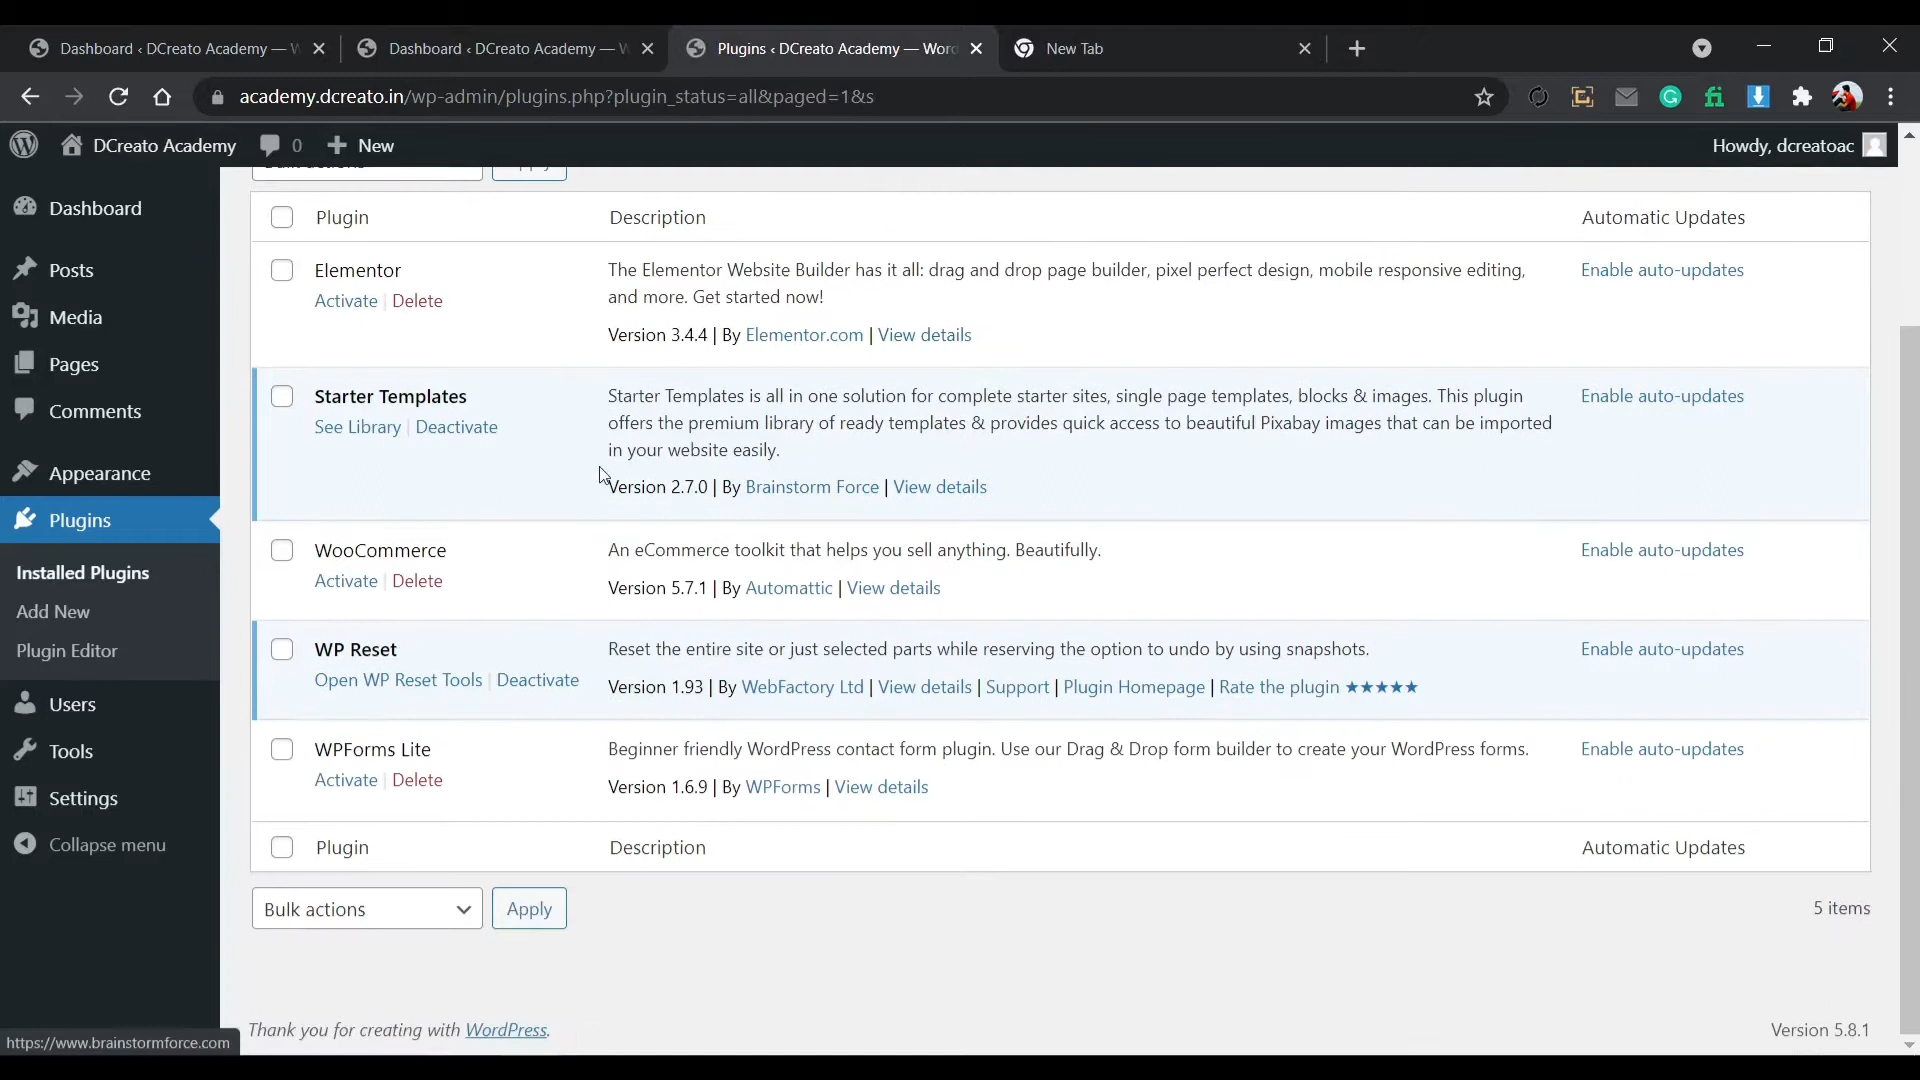 Dashboard ‹ DCreato Academy — W
Dashboard ‹ DCreato Academy — W
Plugins ‹ DCreato Academy — Word
New Tab
academy.dcreato.in/wp-admin/plugins.php?plugin_status=all&paged=1&s
DCreato Academy
0
New
Howdy, dcreatoac
Dashboard
Posts
Media
Pages
Comments
Appearance
Plugins
Installed Plugins
Add New
Plugin Editor
Users
Tools
Settings
Collapse menu
Plugin
Description
Automatic Updates
Elementor
Activate | Delete
The Elementor Website Builder has it all: drag and drop page builder, pixel perfect design, mobile responsive editing,
and more. Get started now!
Version 3.4.4 | By Elementor.com | View details
Enable auto-updates
Starter Templates
See Library | Deactivate
Starter Templates is all in one solution for complete starter sites, single page templates, blocks & images. This plugin
offers the premium library of ready templates & provides quick access to beautiful Pixabay images that can be imported
in your website easily.
Version 2.7.0 | By Brainstorm Force | View details
Enable auto-updates
WooCommerce
Activate | Delete
An eCommerce toolkit that helps you sell anything. Beautifully.
Version 5.7.1 | By Automattic | View details
Enable auto-updates
WP Reset
Open WP Reset Tools | Deactivate
Reset the entire site or just selected parts while reserving the option to undo by using snapshots.
Version 1.93 | By WebFactory Ltd | View details | Support | Plugin Homepage | Rate the plugin ★★★★★
Enable auto-updates
WPForms Lite
Activate | Delete
Beginner friendly WordPress contact form plugin. Use our Drag & Drop form builder to create your WordPress forms.
Version 1.6.9 | By WPForms | View details
Enable auto-updates
Plugin
Description
Automatic Updates
Bulk actions
Apply
5 items
Thank you for creating with WordPress.
Version 5.8.1
https://www.brainstormforce.com